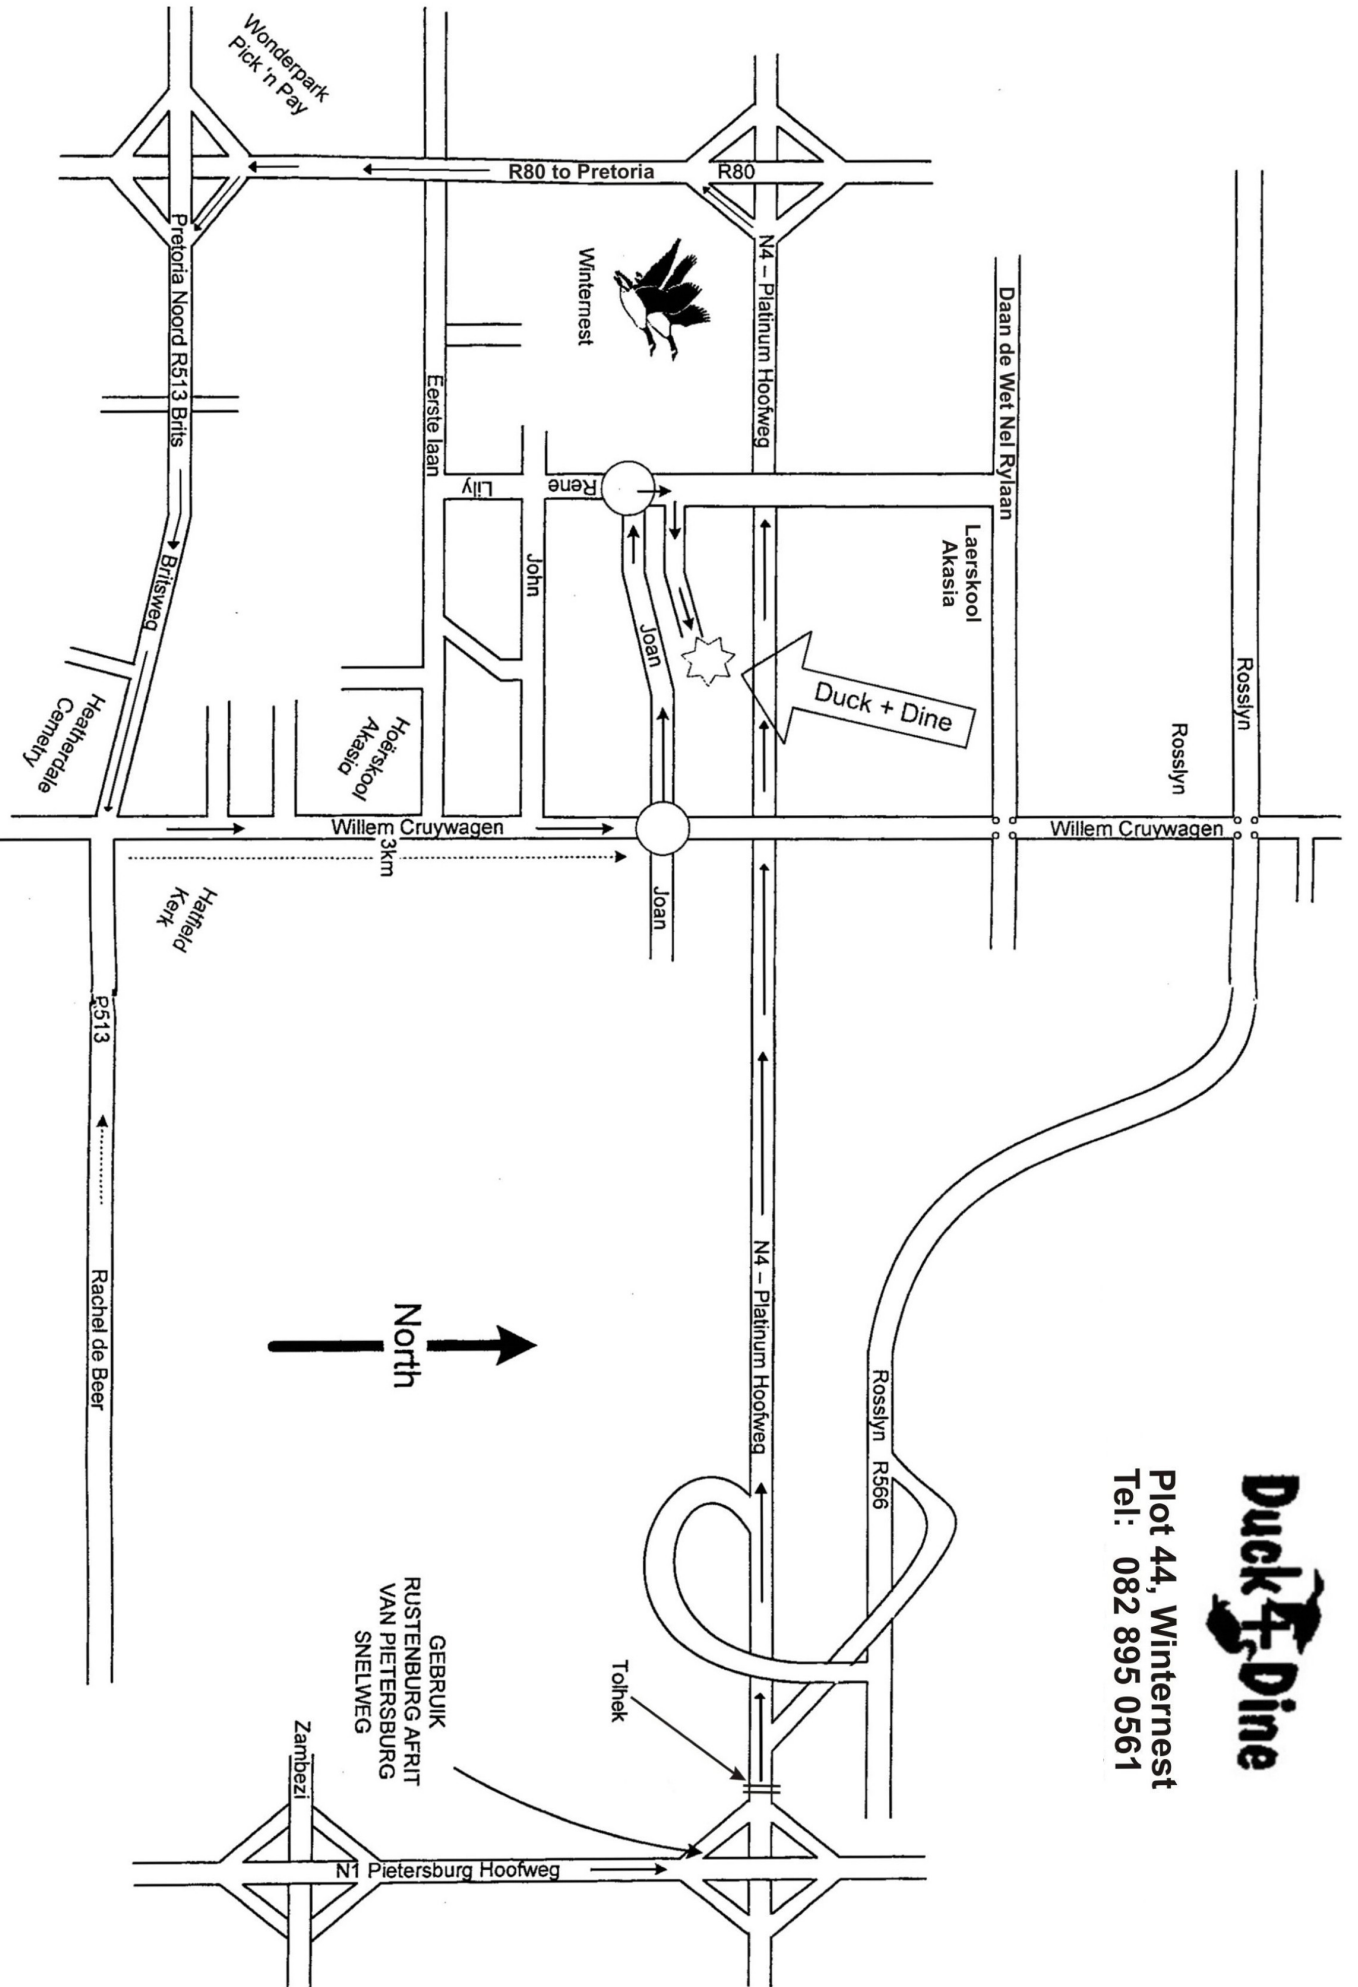 Duck 4 Dine
Plot 44, Winternest
Tel: 082 895 0561
Rosslyn
Rosslyn
Willem Cruywagen
Daan de Wet Nel Rylaan
Laerskool
Akasia
Rosslyn R566
R80
N4 – Platinum Hoofweg
Duck + Dine
N4 – Platinum Hoofweg
R80 to Pretoria
Winternest
Rene
Joan
Joan
Tolhek
John
Lily
Eerste laan
Willem Cruywagen
3km
Hoërskool
Akasia
North
GEBRUIK
RUSTENBURG AFRIT
VAN PIETERSBURG
SNELWEG
N1 Pietersburg Hoofweg
Zambezi
Wonderpark
Pick 'n Pay
Pretoria Noord R513 Brits
Britsweg
Hatfield
Kerk
R513
Rachel de Beer
Heatherdale
Cemetry